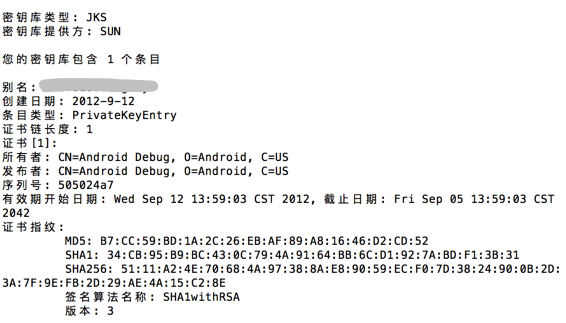 密钥库类型: JKS
密钥库提供方: SUN
您的密钥库包含 1 个条目
别名:
创建日期: 2012-9-12
条目类型: PrivateKeyEntry
证书链长度: 1
证书[1]:
所有者: CN=Android Debug, O=Android, C=US
发布者: CN=Android Debug, O=Android, C=US
序列号: 505024a7
有效期开始日期: Wed Sep 12 13:59:03 CST 2012, 截止日期: Fri Sep 05 13:59:03 CST
2042
证书指纹:
MD5: B7:CC:59:BD:1A:2C:26:EB:AF:89:A8:16:46:D2:CD:52
SHA1: 34:CB:95:B9:BC:43:0C:79:4A:91:64:BB:6C:D1:92:7A:BD:F1:3B:31
SHA256: 51:11:A2:4E:70:68:4A:97:38:8A:E8:90:59:EC:F0:7D:38:24:90:0B:2D:
3A:7F:9E:FB:2D:29:AE:4A:15:C2:8E
签名算法名称: SHA1withRSA
版本: 3